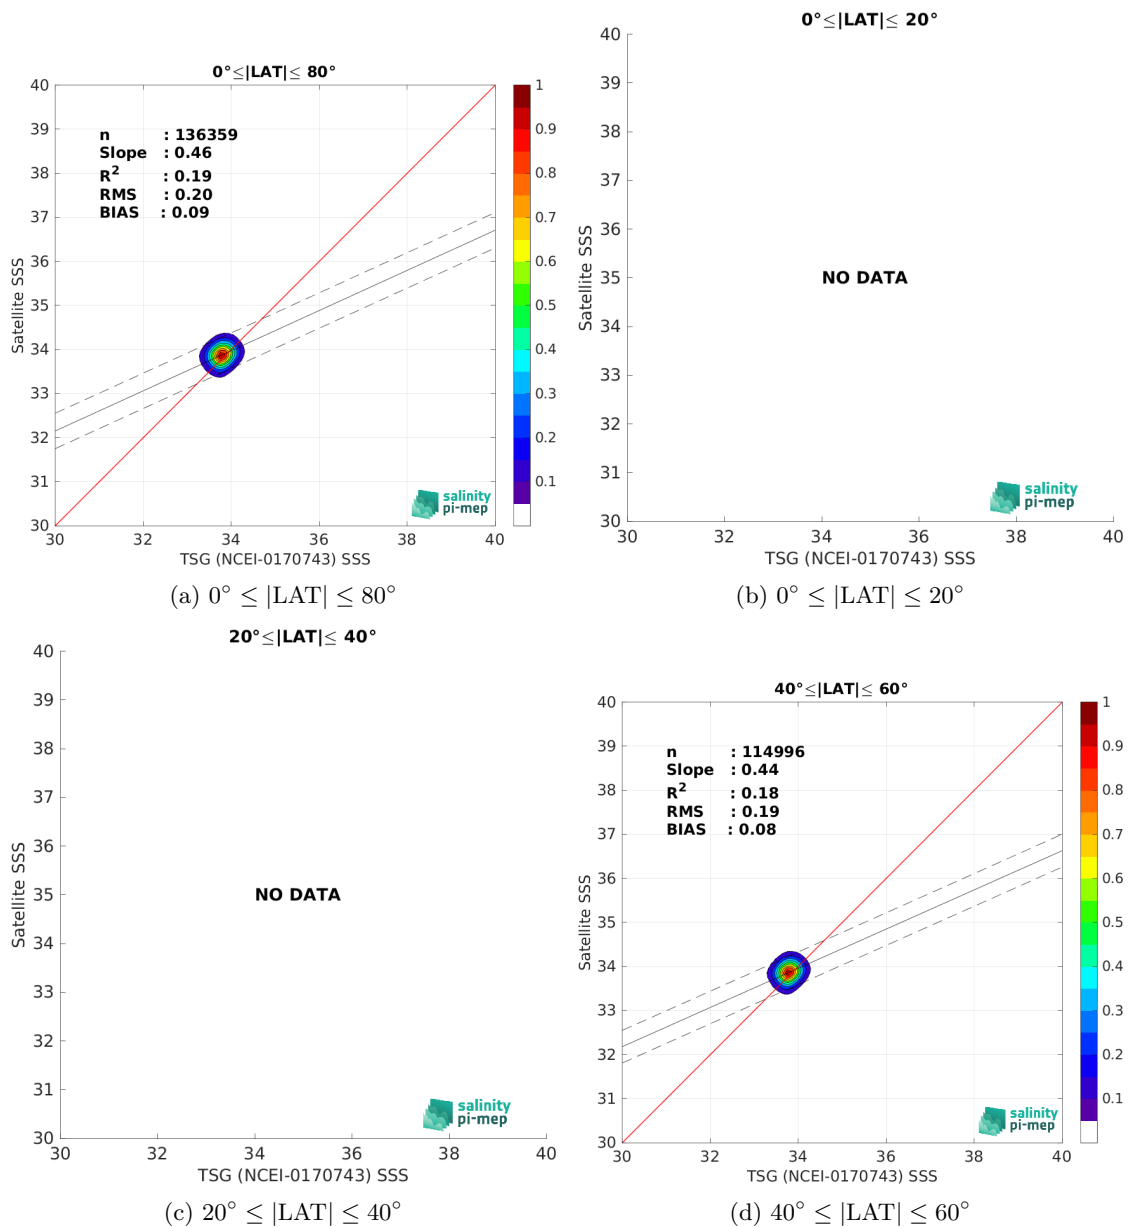 0°≤|LAT|≤ 80°
40
39
38
37
36
35
34
33
32
31
30
Satellite SSS
n : 136359
Slope : 0.46
R² : 0.19
RMS : 0.20
BIAS : 0.09
salinity
pi-mep
30 32 34 36 38 40
TSG (NCEI-0170743) SSS
1
0.9
0.8
0.7
0.6
0.5
0.4
0.3
0.2
0.1
(a) 0° ≤ |LAT| ≤ 80°
0°≤|LAT|≤ 20°
40
39
38
37
36
35
34
33
32
31
30
Satellite SSS
NO DATA
salinity
pi-mep
30 32 34 36 38 40
TSG (NCEI-0170743) SSS
(b) 0° ≤ |LAT| ≤ 20°
20°≤|LAT|≤ 40°
40
39
38
37
36
35
34
33
32
31
30
Satellite SSS
NO DATA
salinity
pi-mep
30 32 34 36 38 40
TSG (NCEI-0170743) SSS
(c) 20° ≤ |LAT| ≤ 40°
40°≤|LAT|≤ 60°
40
39
38
37
36
35
34
33
32
31
30
Satellite SSS
n : 114996
Slope : 0.44
R² : 0.18
RMS : 0.19
BIAS : 0.08
salinity
pi-mep
30 32 34 36 38 40
TSG (NCEI-0170743) SSS
1
0.9
0.8
0.7
0.6
0.5
0.4
0.3
0.2
0.1
(d) 40° ≤ |LAT| ≤ 60°